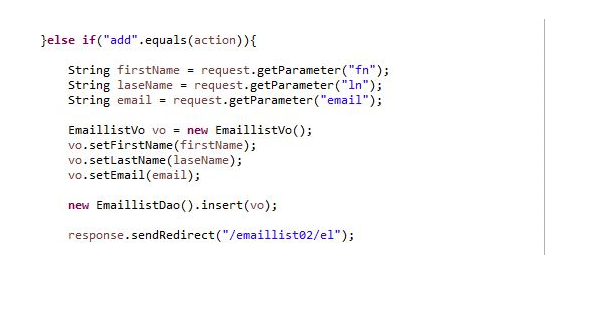 }else if("add".equals(action)){
String firstName = request.getParameter("fn");
String laseName = request.getParameter("ln");
String email = request.getParameter("email");
EmaillistVo vo = new EmaillistVo();
vo.setFirstName(firstName);
vo.setLastName(laseName);
vo.setEmail(email);
new EmaillistDao().insert(vo);
response.sendRedirect("/emaillist02/el");